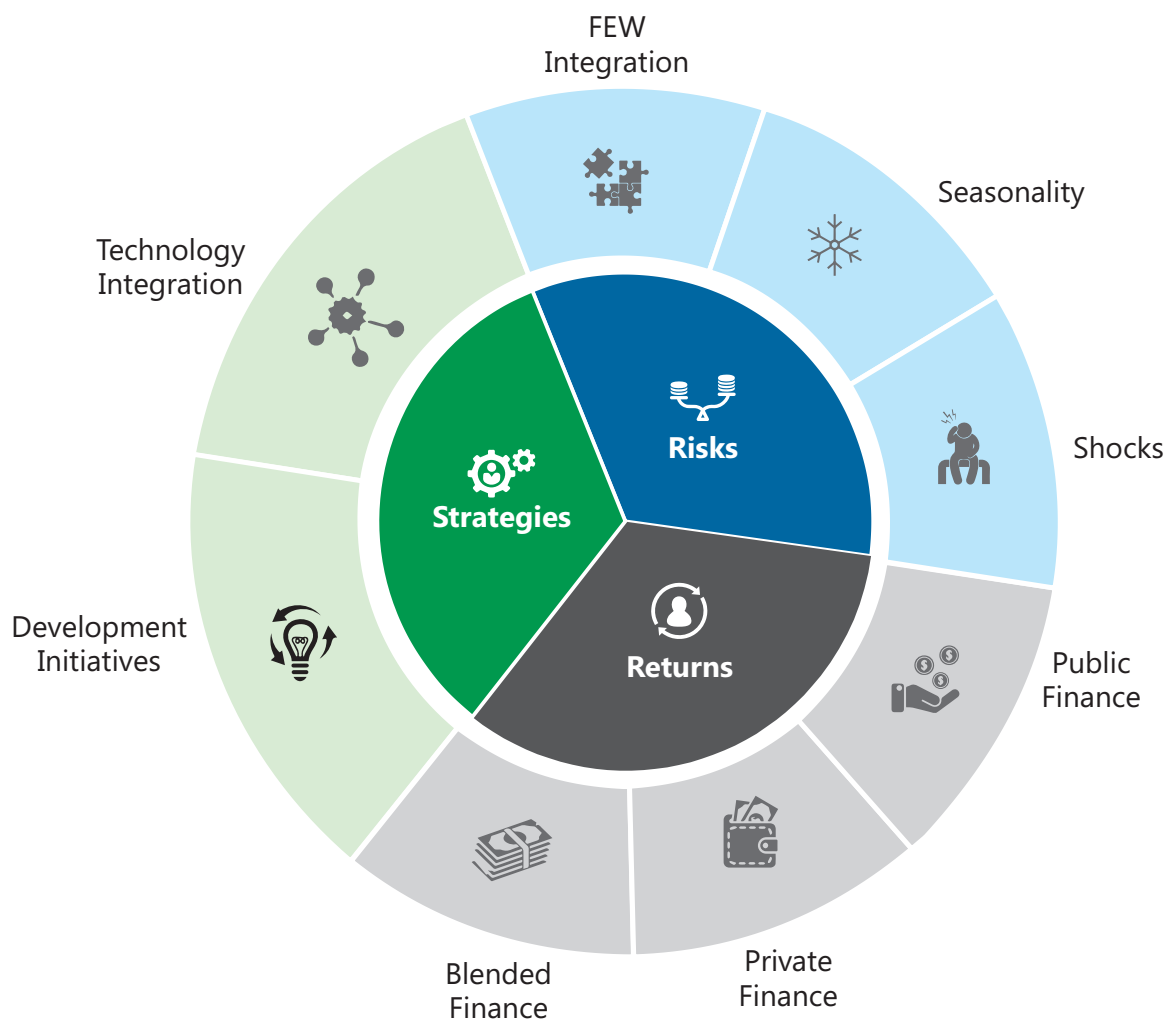 FEW
Integration
Seasonality
Technology
Integration
Risks
Shocks
Strategies
Development
Initiatives
Returns
Public
Finance
Blended
Finance
Private
Finance